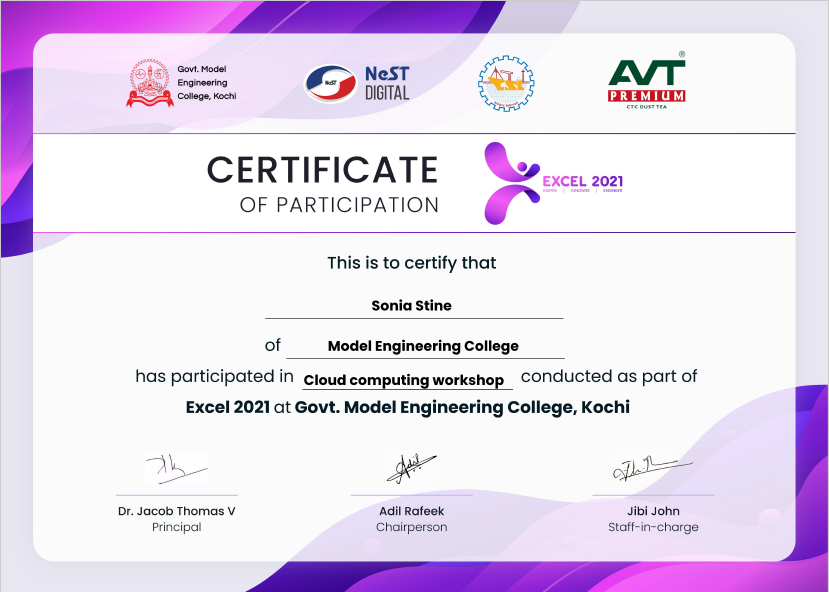 Govt. Model
Engineering
College, Kochi
NeST
NeST
DIGITAL
AVT
®
PREMIUM
CTC DUST TEA
CERTIFICATE
OF PARTICIPATION
EXCEL 2021
This is to certify that
Sonia Stine
of Model Engineering College
has participated in Cloud computing workshop conducted as part of
Excel 2021 at Govt. Model Engineering College, Kochi
Dr. Jacob Thomas V
Principal
Adil Rafeek
Chairperson
Jibi John
Staff-in-charge